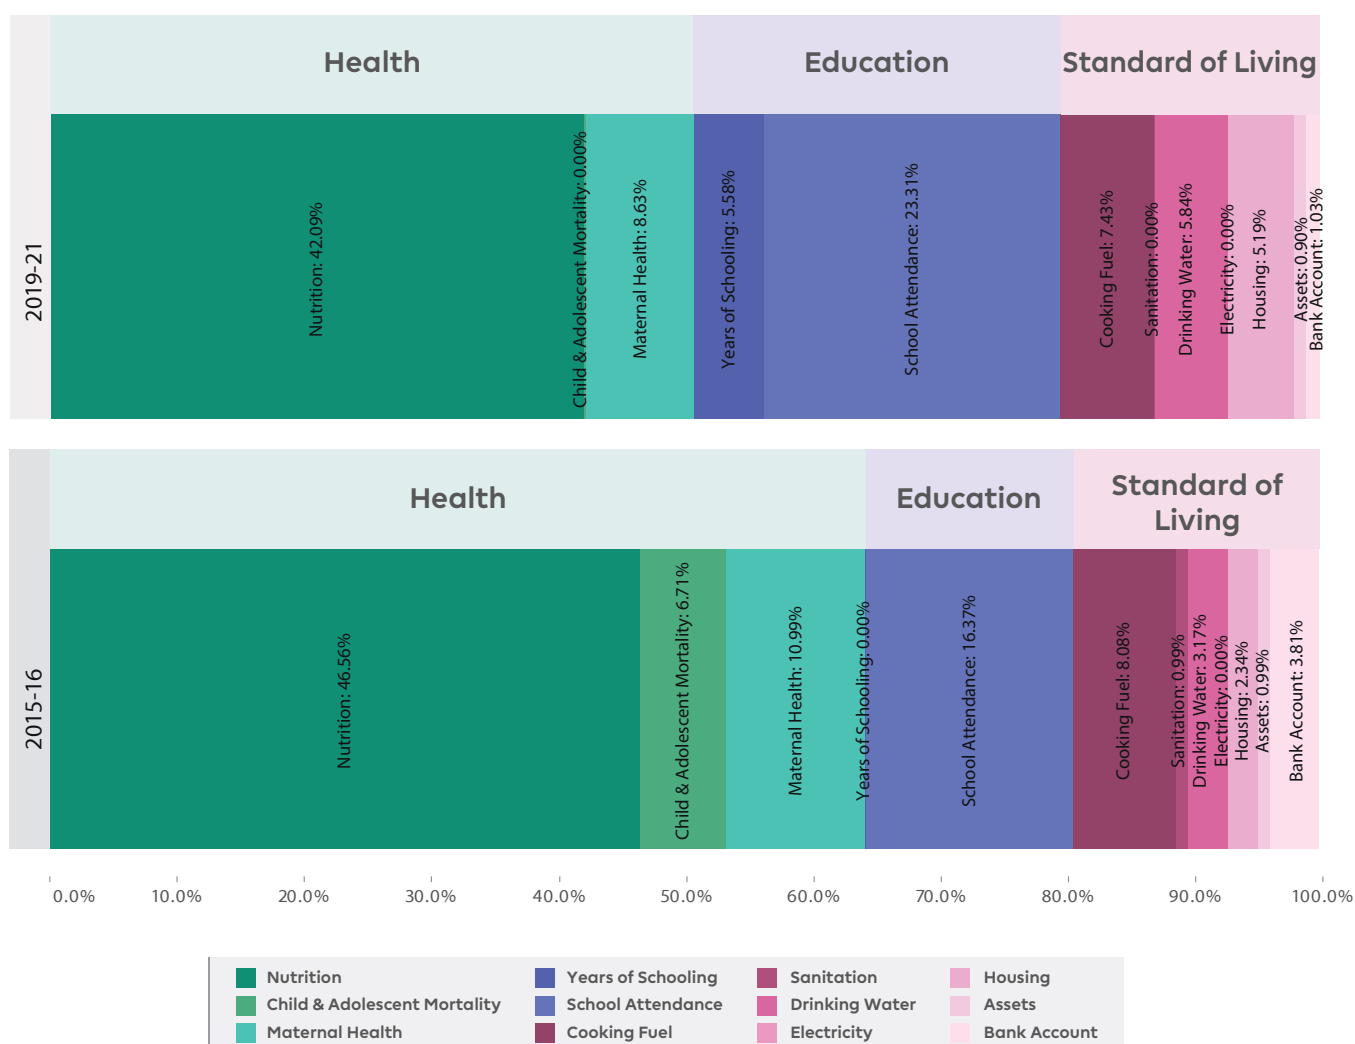 Health
Education
Standard of Living
2019-21
Nutrition: 42.09%
Child & Adolescent Mortality: 0.00%
Maternal Health: 8.63%
Years of Schooling: 5.58%
School Attendance: 23.31%
Cooking Fuel: 7.43%
Sanitation: 0.00%
Drinking Water: 5.84%
Electricity: 0.00%
Housing: 5.19%
Assets: 0.90%
Bank Account: 1.03%
Health
Education
Standard of
Living
2015-16
Nutrition: 46.56%
Child & Adolescent Mortality: 6.71%
Maternal Health: 10.99%
Years of Schooling: 0.00%
School Attendance: 16.37%
Cooking Fuel: 8.08%
Sanitation: 0.99%
Drinking Water: 3.17%
Electricity: 0.00%
Housing: 2.34%
Assets: 0.99%
Bank Account: 3.81%
0.0% 10.0% 20.0% 30.0% 40.0% 50.0% 60.0% 70.0% 80.0% 90.0% 100.0%
Nutrition Years of Schooling Sanitation Housing
Child & Adolescent Mortality School Attendance Drinking Water Assets
Maternal Health Cooking Fuel Electricity Bank Account